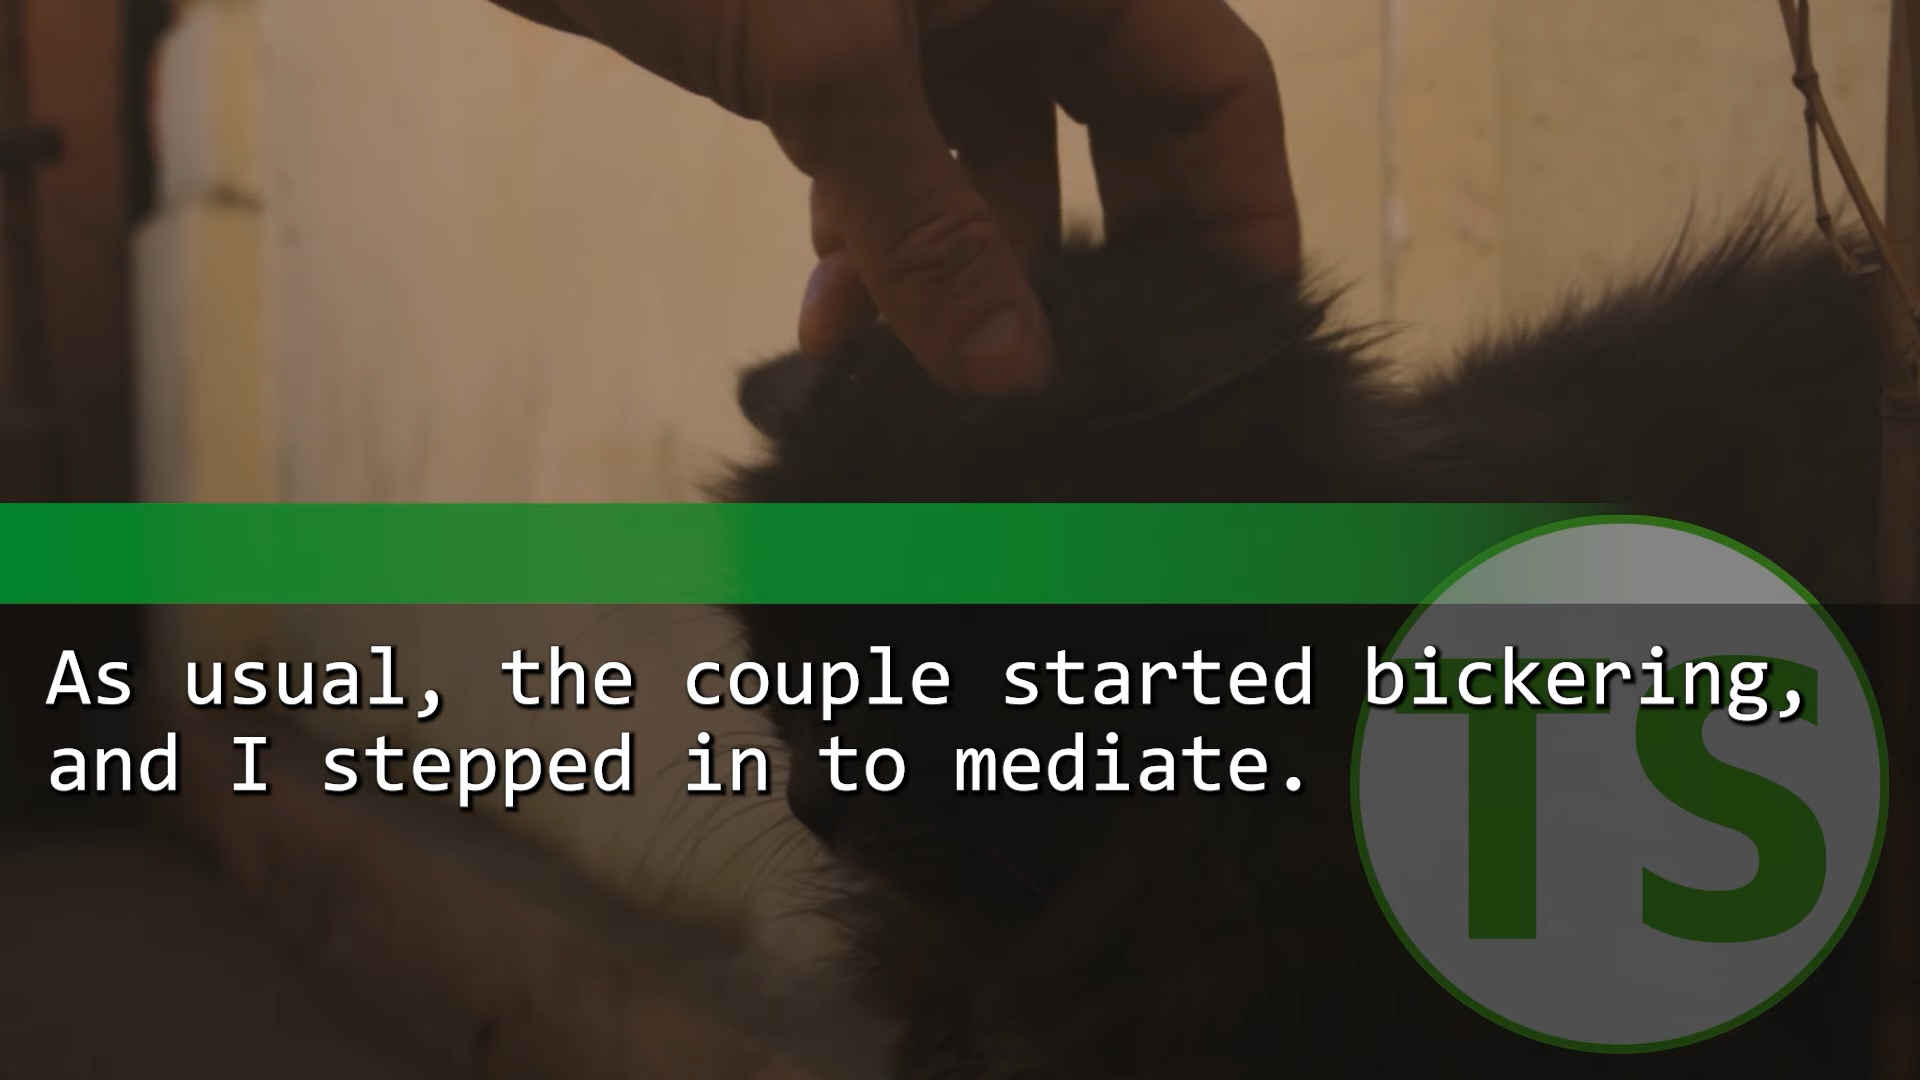 As usual, the couple started bickering,
and I stepped in to mediate.
TS